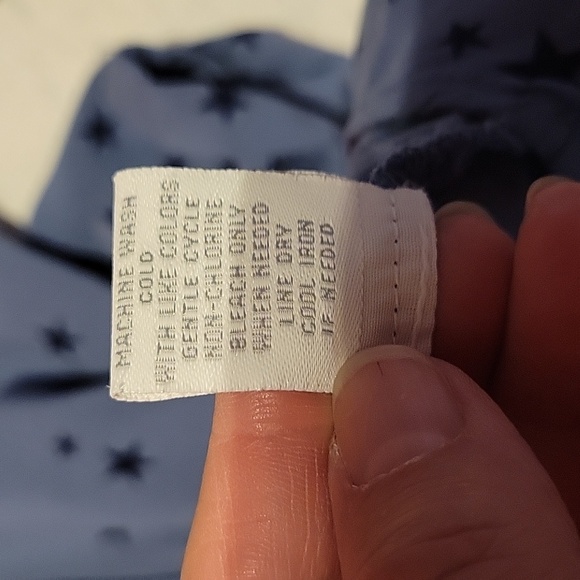 MACHINE WASH
COLD
WITH LIKE COLORS
GENTLE CYCLE
NON-CHLORINE
BLEACH ONLY
WHEN NEEDED
LINE DRY
COOL IRON
IF NEEDED